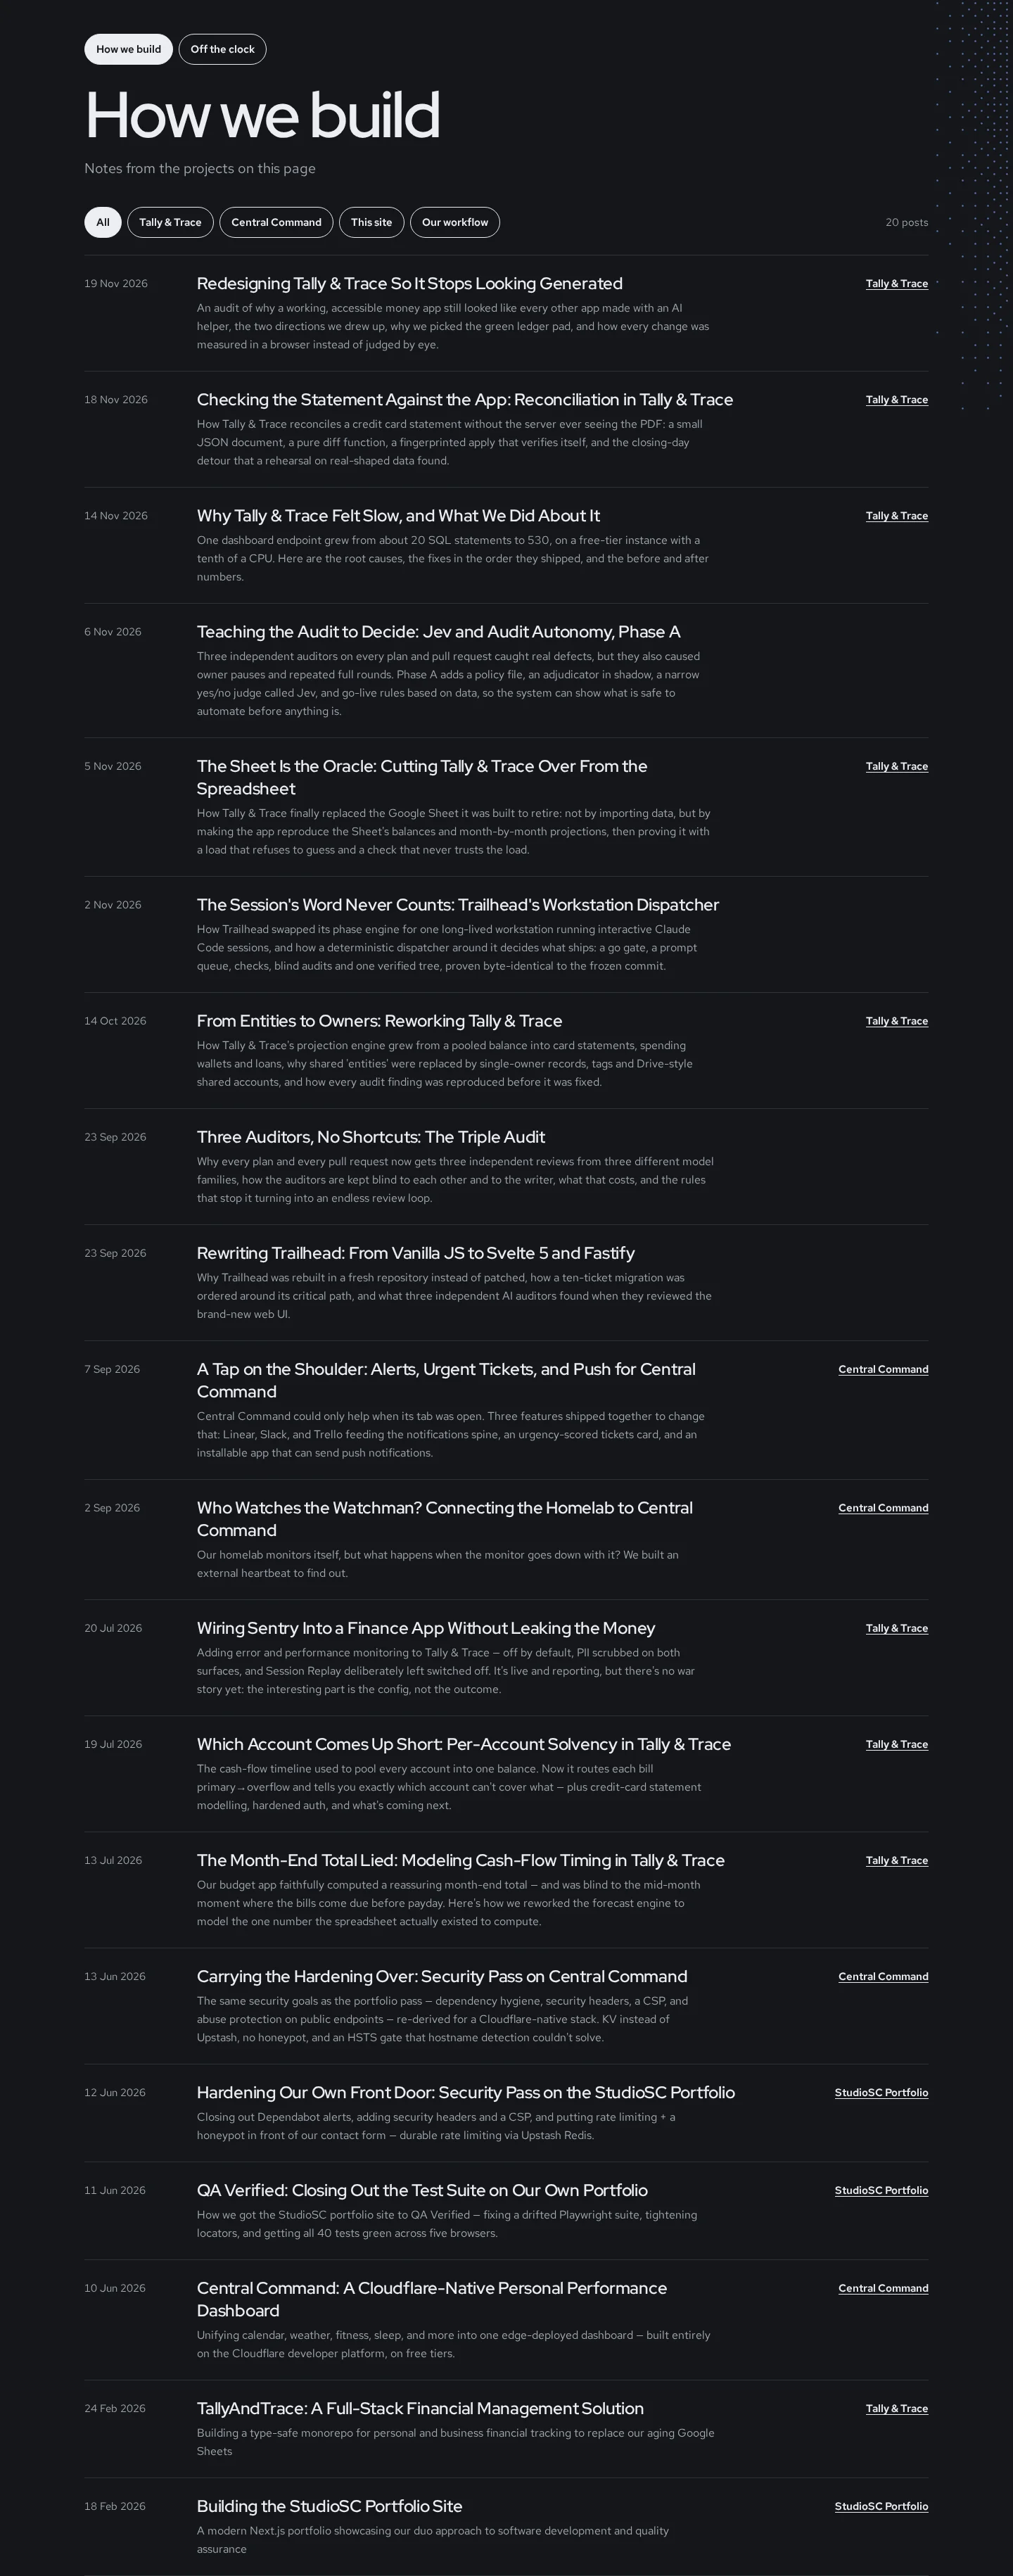 How we build
Off the clock
How we build
Notes from the projects on this page
All
Tally & Trace
Central Command
This site
Our workflow
20 posts
19 Nov 2026
Redesigning Tally & Trace So It Stops Looking Generated
Tally & Trace
An audit of why a working, accessible money app still looked like every other app made with an AI
helper, the two directions we drew up, why we picked the green ledger pad, and how every change was
measured in a browser instead of judged by eye.
18 Nov 2026
Checking the Statement Against the App: Reconciliation in Tally & Trace
Tally & Trace
How Tally & Trace reconciles a credit card statement without the server ever seeing the PDF: a small
JSON document, a pure diff function, a fingerprinted apply that verifies itself, and the closing-day
detour that a rehearsal on real-shaped data found.
14 Nov 2026
Why Tally & Trace Felt Slow, and What We Did About It
Tally & Trace
One dashboard endpoint grew from about 20 SQL statements to 530, on a free-tier instance with a
tenth of a CPU. Here are the root causes, the fixes in the order they shipped, and the before and after
numbers.
6 Nov 2026
Teaching the Audit to Decide: Jev and Audit Autonomy, Phase A
Three independent auditors on every plan and pull request caught real defects, but they also caused
owner pauses and repeated full rounds. Phase A adds a policy file, an adjudicator in shadow, a narrow
yes/no judge called Jev, and go-live rules based on data, so the system can show what is safe to
automate before anything is.
5 Nov 2026
The Sheet Is the Oracle: Cutting Tally & Trace Over From the
Spreadsheet
Tally & Trace
How Tally & Trace finally replaced the Google Sheet it was built to retire: not by importing data, but by
making the app reproduce the Sheet's balances and month-by-month projections, then proving it with
a load that refuses to guess and a check that never trusts the load.
2 Nov 2026
The Session's Word Never Counts: Trailhead's Workstation Dispatcher
How Trailhead swapped its phase engine for one long-lived workstation running interactive Claude
Code sessions, and how a deterministic dispatcher around it decides what ships: a go gate, a prompt
queue, checks, blind audits and one verified tree, proven byte-identical to the frozen commit.
14 Oct 2026
From Entities to Owners: Reworking Tally & Trace
Tally & Trace
How Tally & Trace's projection engine grew from a pooled balance into card statements, spending
wallets and loans, why shared 'entities' were replaced by single-owner records, tags and Drive-style
shared accounts, and how every audit finding was reproduced before it was fixed.
23 Sep 2026
Three Auditors, No Shortcuts: The Triple Audit
Why every plan and every pull request now gets three independent reviews from three different model
families, how the auditors are kept blind to each other and to the writer, what that costs, and the rules
that stop it turning into an endless review loop.
23 Sep 2026
Rewriting Trailhead: From Vanilla JS to Svelte 5 and Fastify
Why Trailhead was rebuilt in a fresh repository instead of patched, how a ten-ticket migration was
ordered around its critical path, and what three independent AI auditors found when they reviewed the
brand-new web UI.
7 Sep 2026
A Tap on the Shoulder: Alerts, Urgent Tickets, and Push for Central
Command
Central Command
Central Command could only help when its tab was open. Three features shipped together to change
that: Linear, Slack, and Trello feeding the notifications spine, an urgency-scored tickets card, and an
installable app that can send push notifications.
2 Sep 2026
Who Watches the Watchman? Connecting the Homelab to Central
Command
Central Command
Our homelab monitors itself, but what happens when the monitor goes down with it? We built an
external heartbeat to find out.
20 Jul 2026
Wiring Sentry Into a Finance App Without Leaking the Money
Tally & Trace
Adding error and performance monitoring to Tally & Trace — off by default, PII scrubbed on both
surfaces, and Session Replay deliberately left switched off. It's live and reporting, but there's no war
story yet: the interesting part is the config, not the outcome.
19 Jul 2026
Which Account Comes Up Short: Per-Account Solvency in Tally & Trace
Tally & Trace
The cash-flow timeline used to pool every account into one balance. Now it routes each bill
primary→overflow and tells you exactly which account can't cover what — plus credit-card statement
modelling, hardened auth, and what's coming next.
13 Jul 2026
The Month-End Total Lied: Modeling Cash-Flow Timing in Tally & Trace
Tally & Trace
Our budget app faithfully computed a reassuring month-end total — and was blind to the mid-month
moment where the bills come due before payday. Here's how we reworked the forecast engine to
model the one number the spreadsheet actually existed to compute.
13 Jun 2026
Carrying the Hardening Over: Security Pass on Central Command
Central Command
The same security goals as the portfolio pass — dependency hygiene, security headers, a CSP, and
abuse protection on public endpoints — re-derived for a Cloudflare-native stack. KV instead of
Upstash, no honeypot, and an HSTS gate that hostname detection couldn't solve.
12 Jun 2026
Hardening Our Own Front Door: Security Pass on the StudioSC Portfolio
StudioSC Portfolio
Closing out Dependabot alerts, adding security headers and a CSP, and putting rate limiting + a
honeypot in front of our contact form — durable rate limiting via Upstash Redis.
11 Jun 2026
QA Verified: Closing Out the Test Suite on Our Own Portfolio
StudioSC Portfolio
How we got the StudioSC portfolio site to QA Verified — fixing a drifted Playwright suite, tightening
locators, and getting all 40 tests green across five browsers.
10 Jun 2026
Central Command: A Cloudflare-Native Personal Performance
Dashboard
Central Command
Unifying calendar, weather, fitness, sleep, and more into one edge-deployed dashboard — built entirely
on the Cloudflare developer platform, on free tiers.
24 Feb 2026
TallyAndTrace: A Full-Stack Financial Management Solution
Tally & Trace
Building a type-safe monorepo for personal and business financial tracking to replace our aging Google
Sheets
18 Feb 2026
Building the StudioSC Portfolio Site
StudioSC Portfolio
A modern Next.js portfolio showcasing our duo approach to software development and quality
assurance